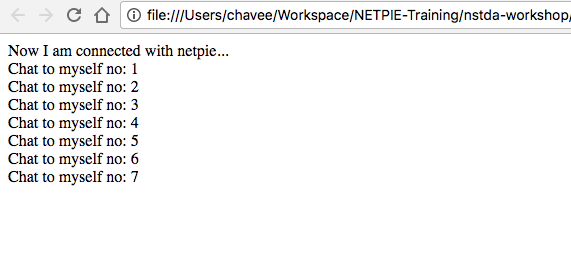 file:///Users/chavee/Workspace/NETPIE-Training/nstda-workshop/
Now I am connected with netpie...
Chat to myself no: 1
Chat to myself no: 2
Chat to myself no: 3
Chat to myself no: 4
Chat to myself no: 5
Chat to myself no: 6
Chat to myself no: 7